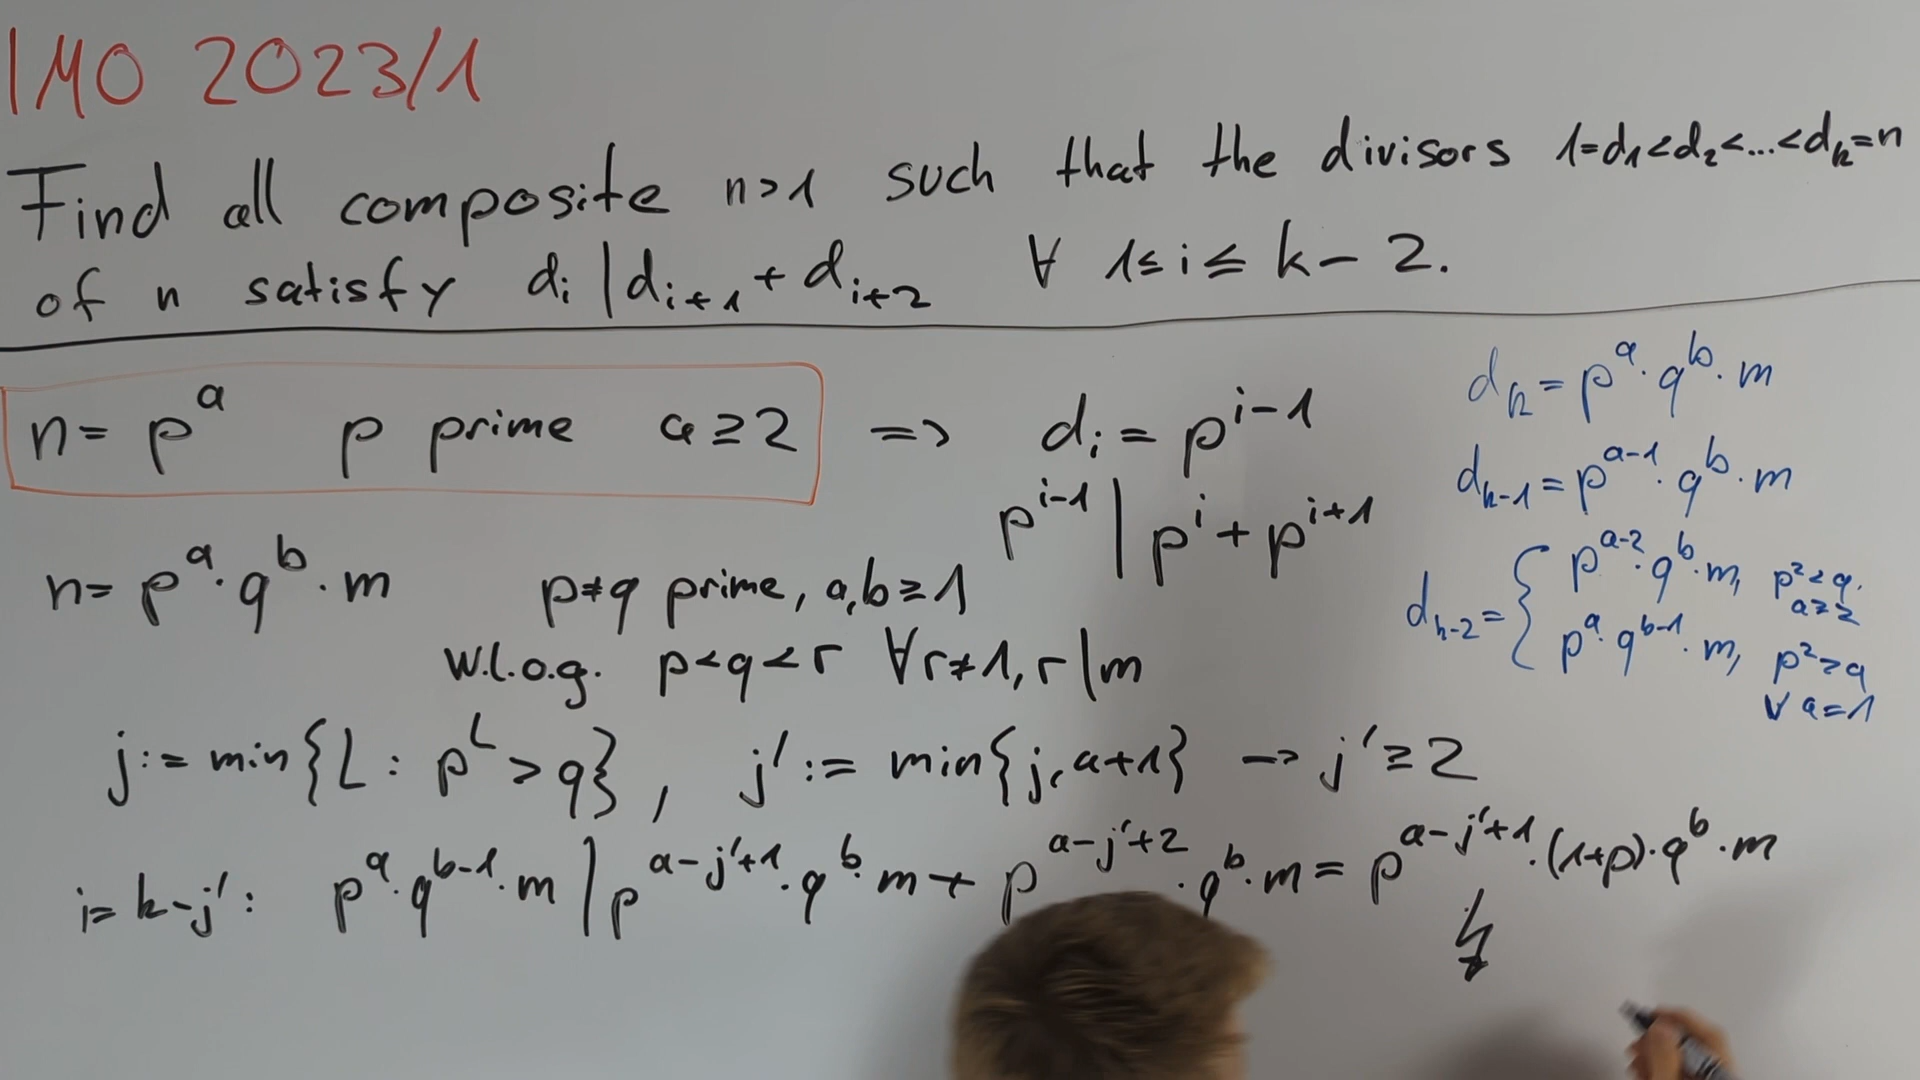 IMO 2023/1
Find all composite n>1 such that the divisors 1=d₁<d₂<...<dₖ=n
of n satisfy dᵢ | dᵢ₊₁ + dᵢ₊₂ ∀ 1≤i≤k-2.
n = p^a p prime a≥2 => dᵢ = p^{i-1}
p^{i-1} | p^i + p^{i+1}
n = p^a · q^b · m p≠q prime, a,b≥1
w.l.o.g. p<q<r ∀r≠1, r|m
j := min{L : p^L > q}, j' := min{j, a+1} → j' ≥ 2
i = k-j' : p^a · q^{b-1} · m | p^{a-j'+1} · q^b · m + p^{a-j'+2} · q^b · m = p^{a-j'+1} · (1+p) · q^b · m
↯
dₖ = p^a · q^b · m
dₖ₋₁ = p^{a-1} · q^b · m
dₖ₋₂ = { p^{a-2} · q^b · m, p²<q, a≥2
p^a · q^{b-1} · m, p²>q
∀ a=1